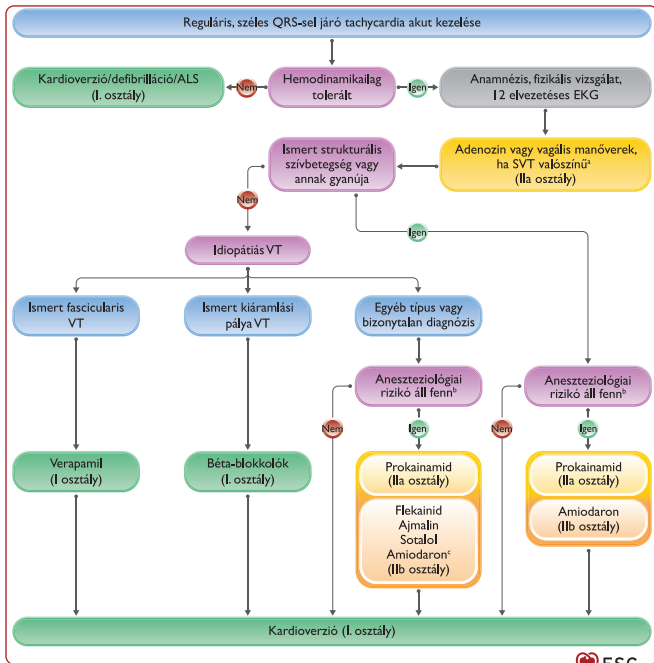 Reguláris, széles QRS-sel járó tachycardia akut kezelése
Kardioverzió/defibrilláció/ALS
(I. osztály)
Nem
Hemodinamikailag
tolerált
Igen
Anamnézis, fizikális vizsgálat,
12 elvezetéses EKG
Ismert strukturális
szívbetegség vagy
annak gyanúja
Adenozin vagy vagális manőverek,
ha SVT valószínűᵃ
(IIa osztály)
Nem
Igen
Idiopátiás VT
Ismert fascicularis
VT
Ismert kiáramlási
pálya VT
Egyéb típus vagy
bizonytalan diagnózis
Aneszteziológiai
rizikó áll fennᵇ
Aneszteziológiai
rizikó áll fennᵇ
Nem
Igen
Nem
Igen
Verapamil
(I osztály)
Béta-blokkolók
(I. osztály)
Prokainamid
(IIa osztály)
Flekainid
Ajmalin
Sotalol
Amiodaronᶜ
(IIb osztály)
Prokainamid
(IIa osztály)
Amiodaron
(IIb osztály)
Kardioverzió (I. osztály)
ESC